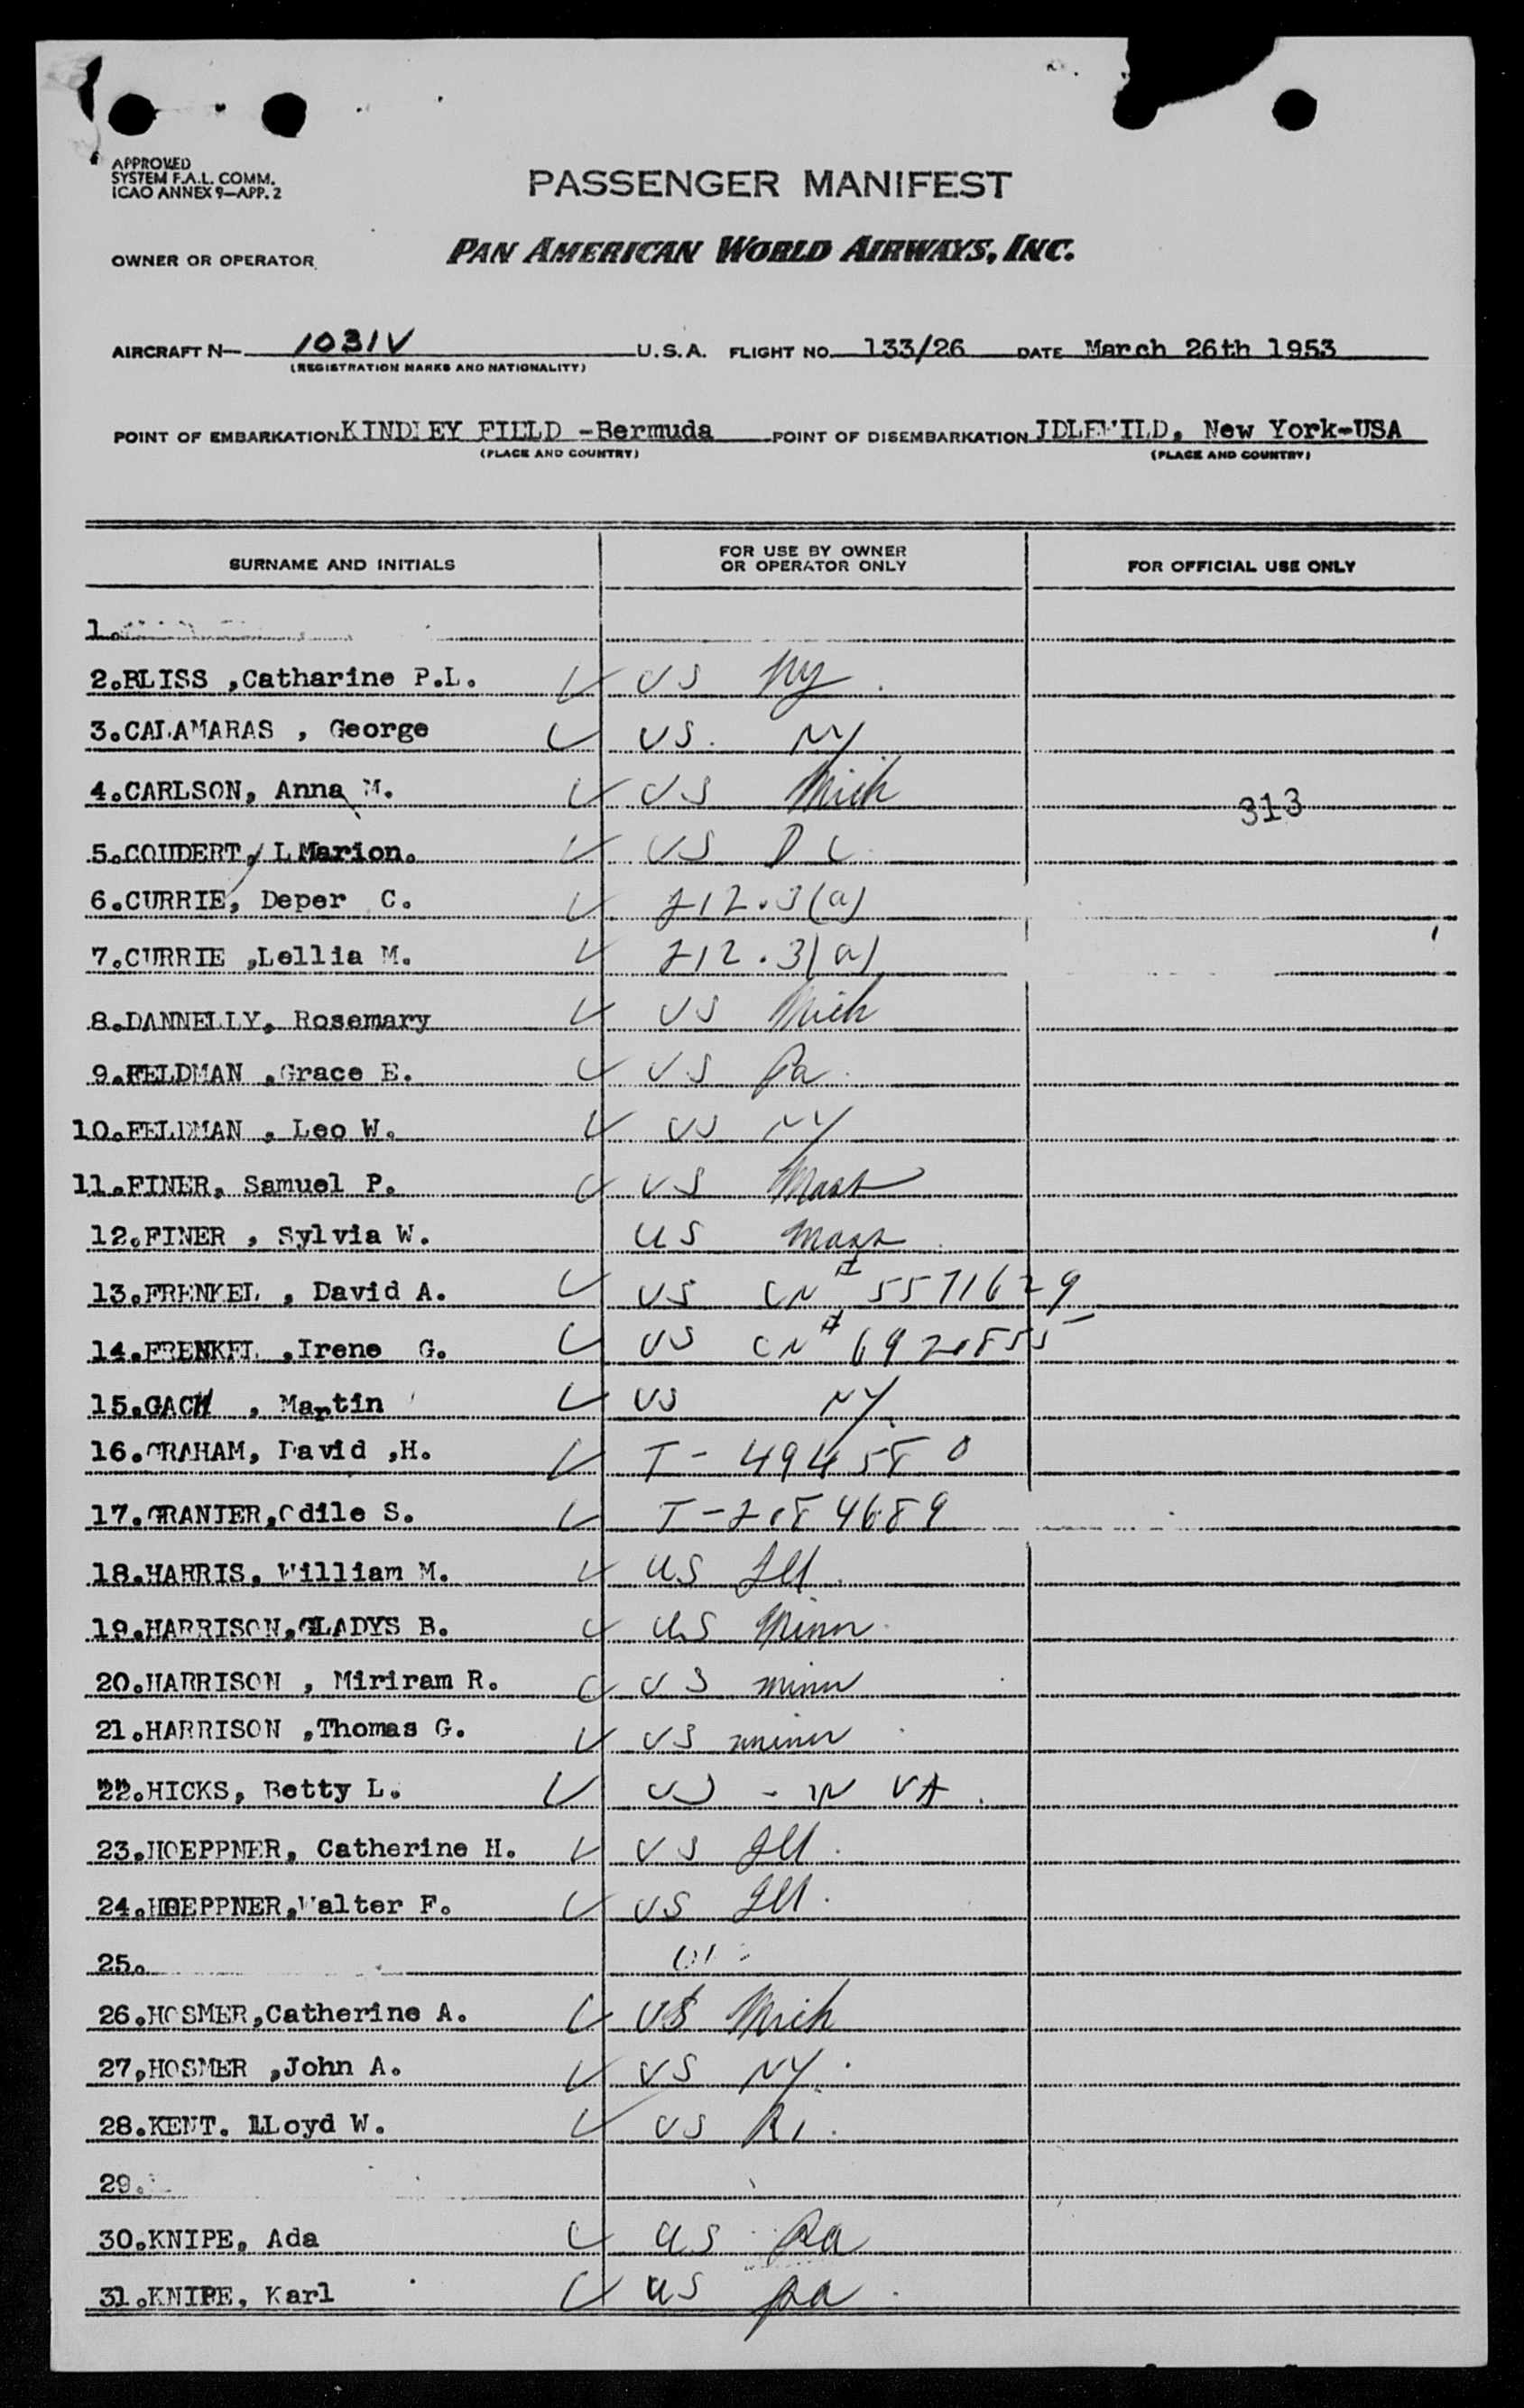 APPROVED
SYSTEM F.A.L. COMM.
ICAO ANNEX 9—APP. 2
PASSENGER MANIFEST
OWNER OR OPERATOR PAN AMERICAN WORLD AIRWAYS, INC.
AIRCRAFT N— 1031V U.S.A. FLIGHT NO. 133/26 DATE March 26th 1953
(REGISTRATION MARKS AND NATIONALITY)
POINT OF EMBARKATION KINDLEY FIELD -Bermuda POINT OF DISEMBARKATION IDLEWILD, New York-USA
(PLACE AND COUNTRY) (PLACE AND COUNTRY)
SURNAME AND INITIALS FOR USE BY OWNER OR OPERATOR ONLY FOR OFFICIAL USE ONLY
1.
2.BLISS ,Catharine P.L. US NY
3.CALAMARAS , George US. NY
4.CARLSON, Anna M. US Mich
313
5.COUDERT, L Marion. US DC
6.CURRIE, Deper C. 212.3(a)
7.CURRIE ,Lellia M. 212.3(a)
8.DANNELLY, Rosemary US Mich
9.FELDMAN ,Grace E. US Pa
10.FELDMAN , Leo W. US NY
11.FINER, Samuel P. US Mass
12.FINER , Sylvia W. US Mass
13.FRENKEL , David A. US CN# 5571629
14.FRENKEL ,Irene G. US CN#
15.GACH , Martin US NY
16.GRAHAM, David ,H. T-494580
17.GRANIER,Odile S. T-2084689
18.HARRIS, William M. US Ill
19.HARRISON,GLADYS B. US Minn
20.HARRISON , Miriram R. US Minn
21.HARRISON ,Thomas G. US Minn
22.HICKS, Betty L. US - W VA
23.HOEPPNER, Catherine H. US Ill
24.HOEPPNER,Walter F. US Ill
25.
26.HOSMER,Catherine A. US Mich
27.HOSMER ,John A. US NY
28.KENT. LLoyd W. US RI
29.
30.KNIPE, Ada US Pa
31.KNIPE, Karl US Pa